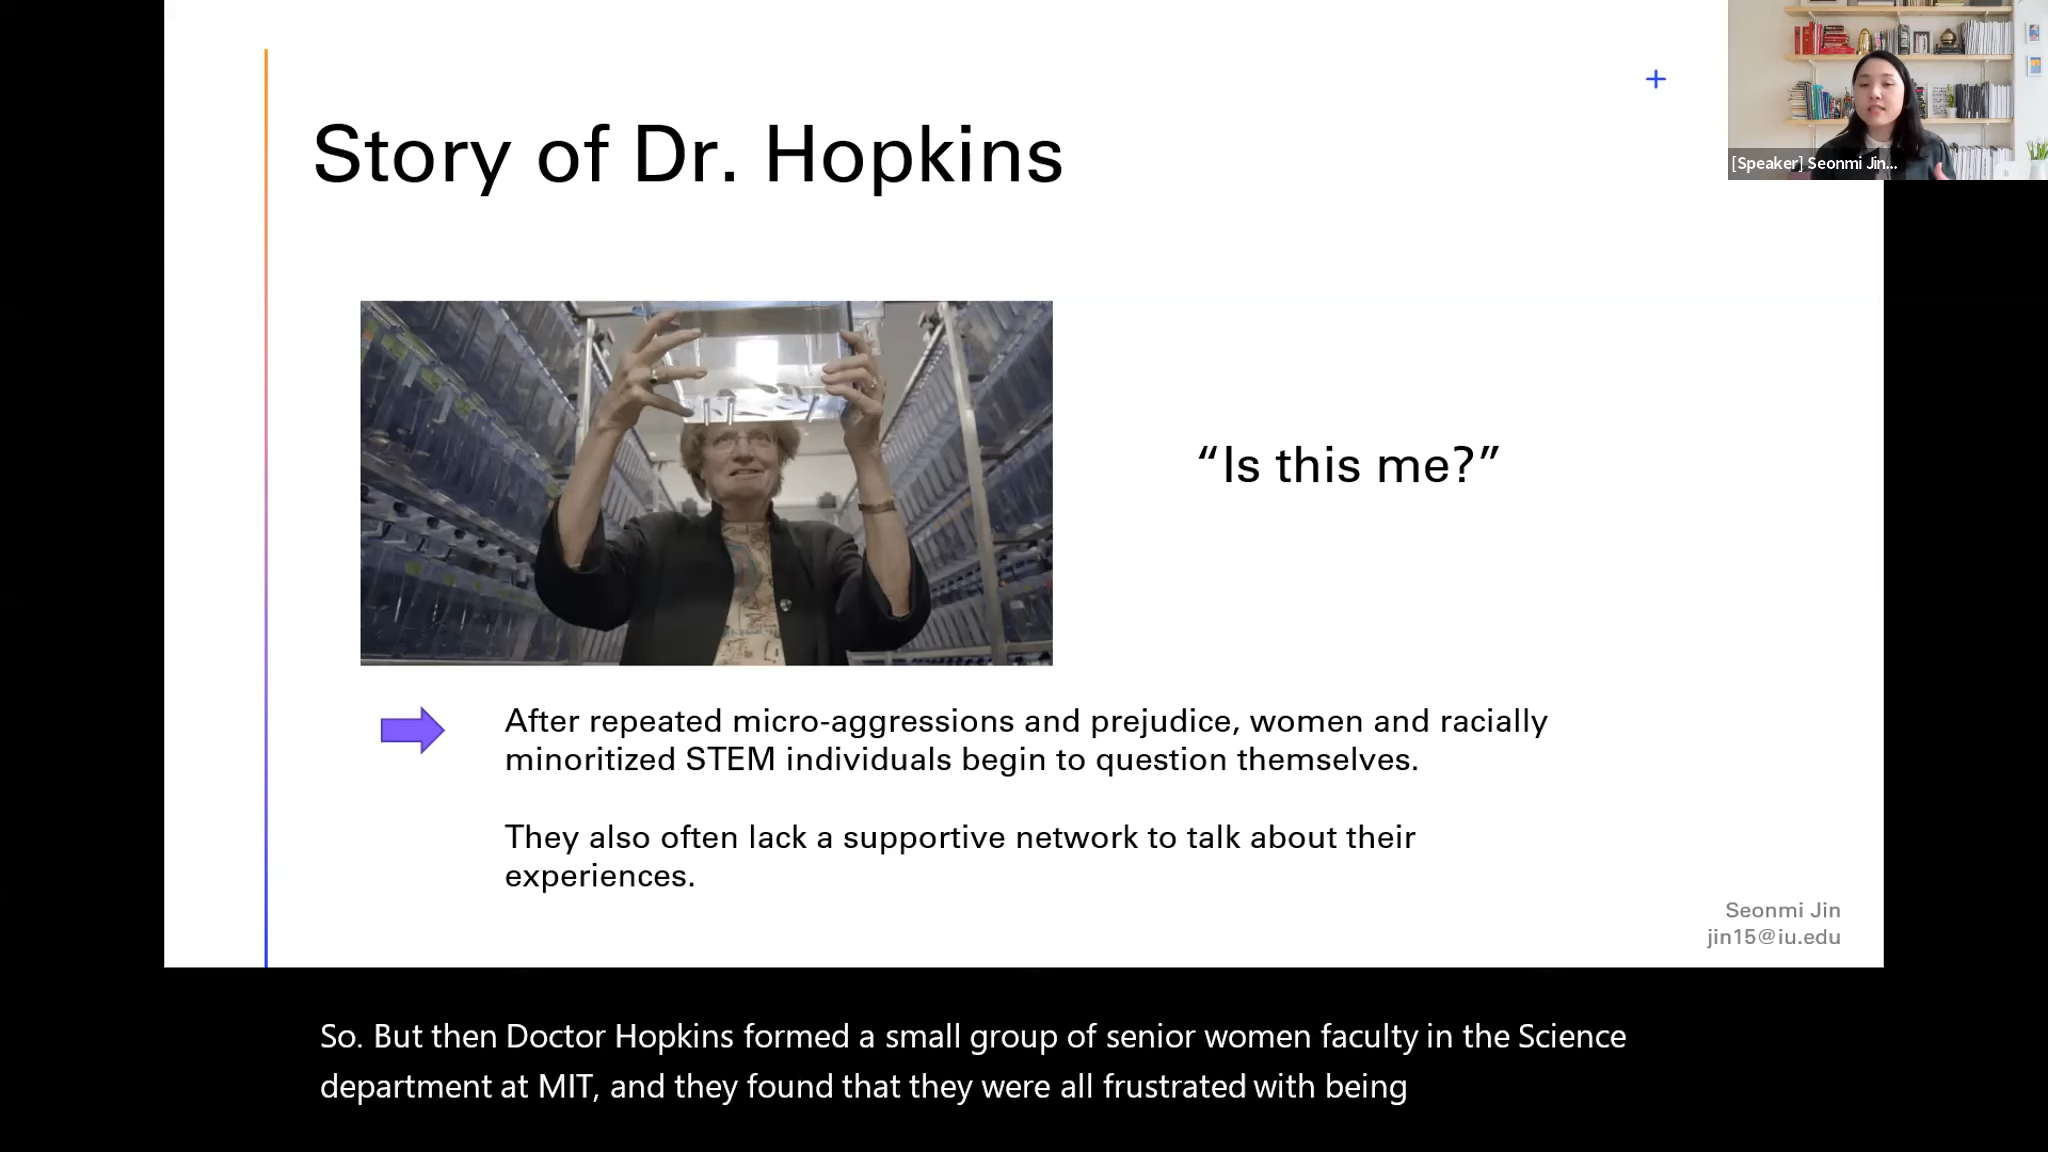 [Speaker] Seonmi Jin...
Story of Dr. Hopkins
“Is this me?”
After repeated micro-aggressions and prejudice, women and racially
minoritized STEM individuals begin to question themselves.
They also often lack a supportive network to talk about their
experiences.
Seonmi Jin
jin15@iu.edu
So. But then Doctor Hopkins formed a small group of senior women faculty in the Science
department at MIT, and they found that they were all frustrated with being